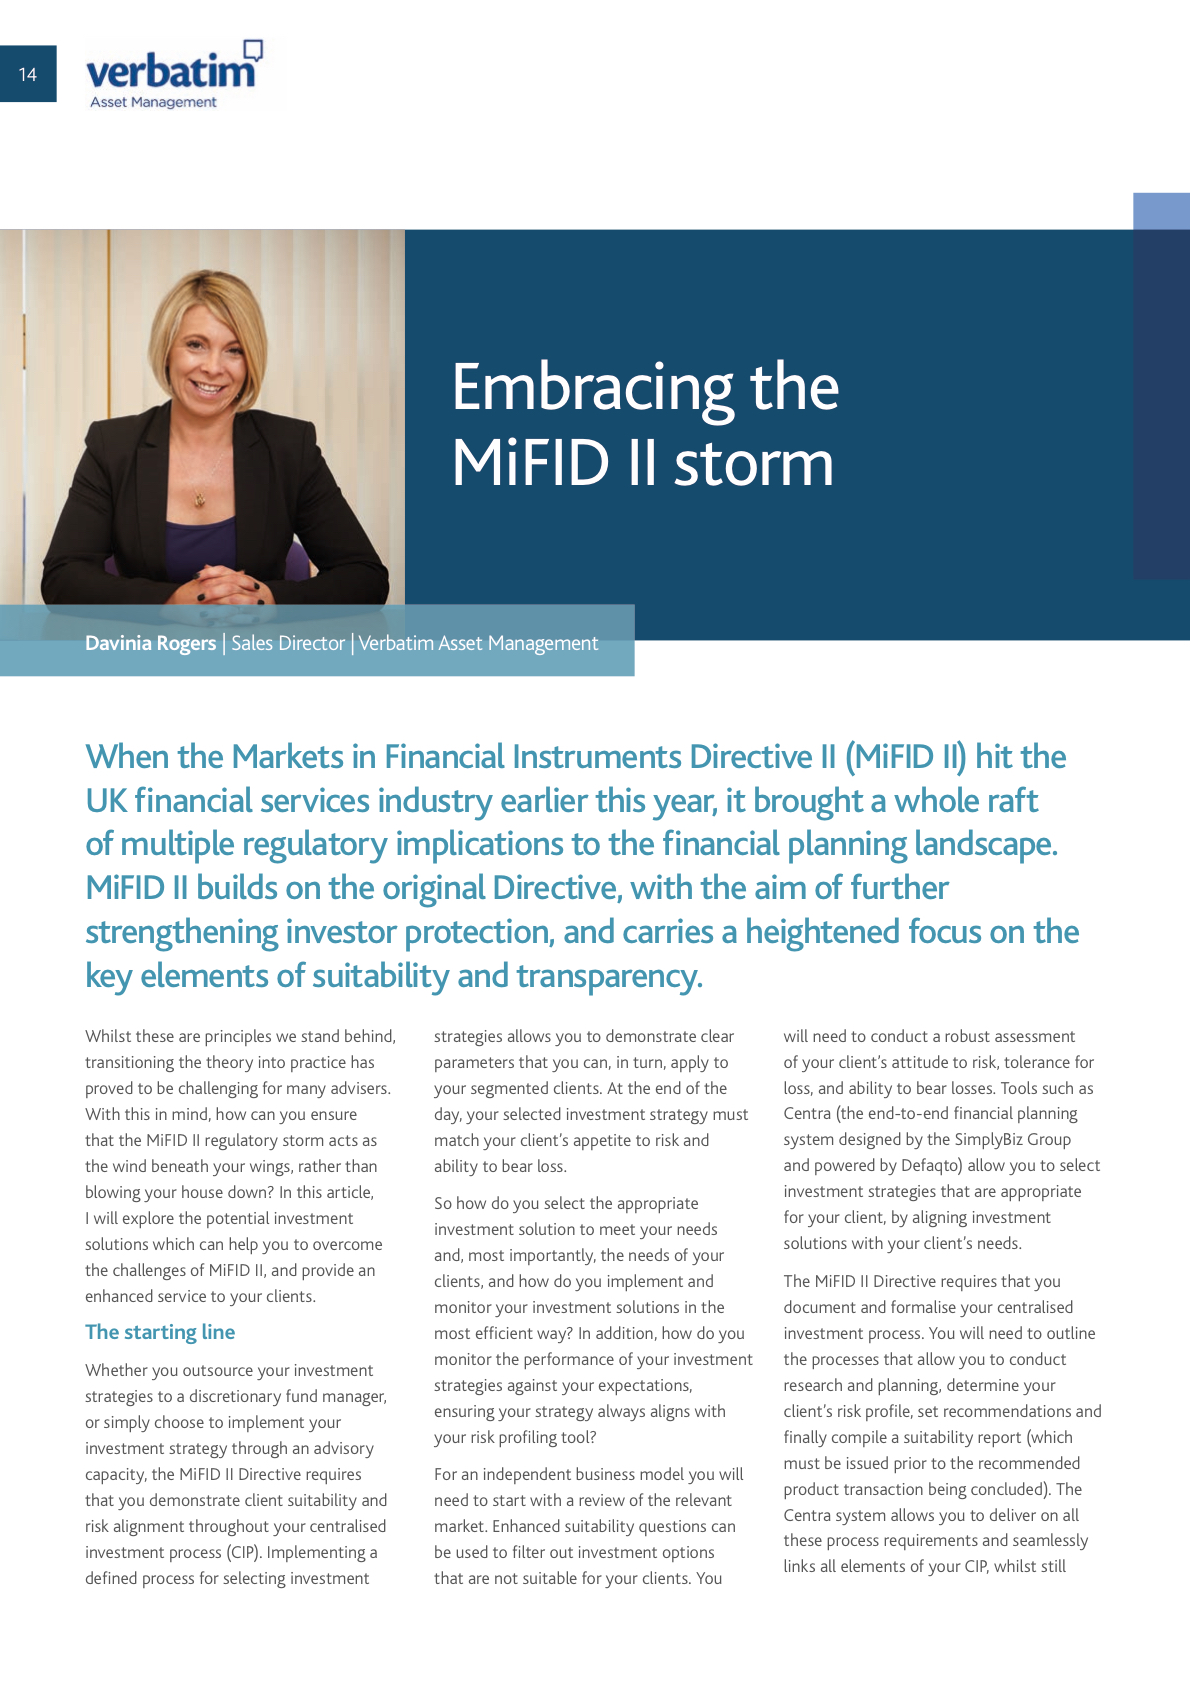 14
verbatim
Asset Management
Embracing the
MiFID II storm
Davinia Rogers | Sales Director | Verbatim Asset Management
When the Markets in Financial Instruments Directive II (MiFID II) hit the
UK financial services industry earlier this year, it brought a whole raft
of multiple regulatory implications to the financial planning landscape.
MiFID II builds on the original Directive, with the aim of further
strengthening investor protection, and carries a heightened focus on the
key elements of suitability and transparency.
Whilst these are principles we stand behind,
transitioning the theory into practice has
proved to be challenging for many advisers.
With this in mind, how can you ensure
that the MiFID II regulatory storm acts as
the wind beneath your wings, rather than
blowing your house down? In this article,
I will explore the potential investment
solutions which can help you to overcome
the challenges of MiFID II, and provide an
enhanced service to your clients.
The starting line
Whether you outsource your investment
strategies to a discretionary fund manager,
or simply choose to implement your
investment strategy through an advisory
capacity, the MiFID II Directive requires
that you demonstrate client suitability and
risk alignment throughout your centralised
investment process (CIP). Implementing a
defined process for selecting investment
strategies allows you to demonstrate clear
parameters that you can, in turn, apply to
your segmented clients. At the end of the
day, your selected investment strategy must
match your client's appetite to risk and
ability to bear loss.
So how do you select the appropriate
investment solution to meet your needs
and, most importantly, the needs of your
clients, and how do you implement and
monitor your investment solutions in the
most efficient way? In addition, how do you
monitor the performance of your investment
strategies against your expectations,
ensuring your strategy always aligns with
your risk profiling tool?
For an independent business model you will
need to start with a review of the relevant
market. Enhanced suitability questions can
be used to filter out investment options
that are not suitable for your clients. You
will need to conduct a robust assessment
of your client's attitude to risk, tolerance for
loss, and ability to bear losses. Tools such as
Centra (the end-to-end financial planning
system designed by the SimplyBiz Group
and powered by Defaqto) allow you to select
investment strategies that are appropriate
for your client, by aligning investment
solutions with your client's needs.
The MiFID II Directive requires that you
document and formalise your centralised
investment process. You will need to outline
the processes that allow you to conduct
research and planning, determine your
client's risk profile, set recommendations and
finally compile a suitability report (which
must be issued prior to the recommended
product transaction being concluded). The
Centra system allows you to deliver on all
these process requirements and seamlessly
links all elements of your CIP, whilst still